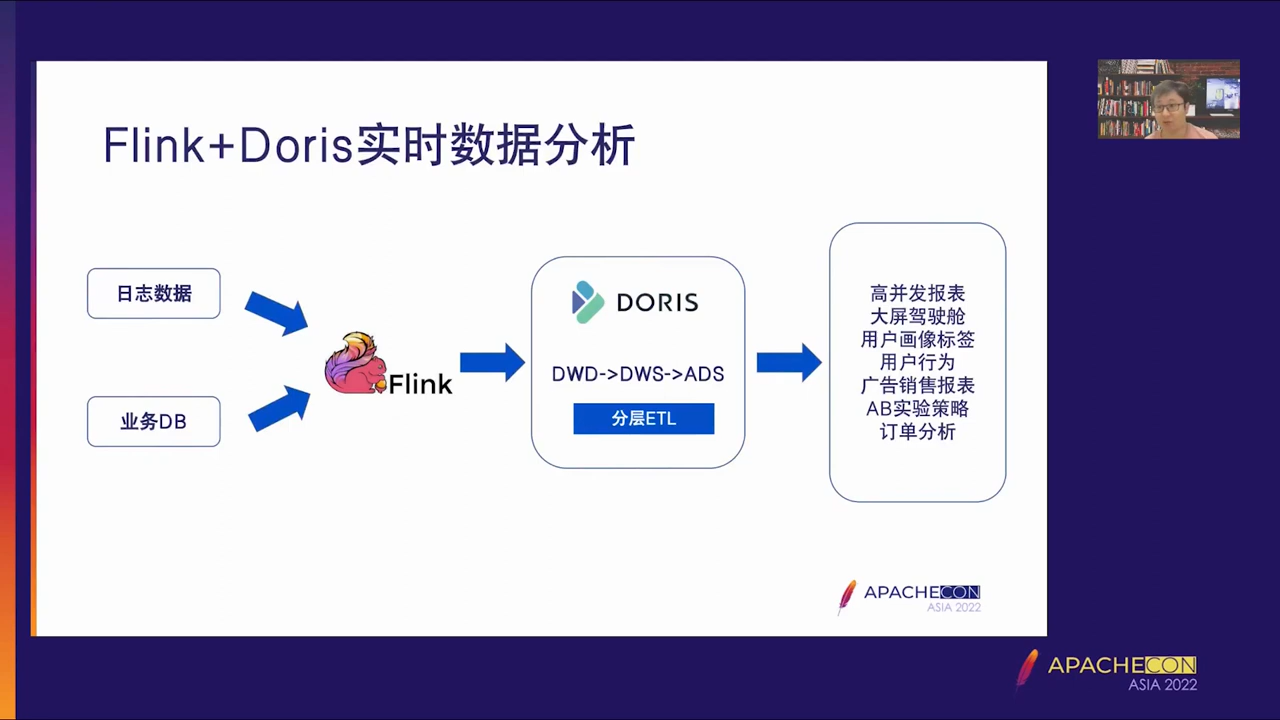 Flink+Doris实时数据分析
日志数据
业务DB
Flink
DORIS
DWD->DWS->ADS
分层ETL
高并发报表
大屏驾驶舱
用户画像标签
用户行为
广告销售报表
AB实验策略
订单分析
APACHECON
ASIA 2022
APACHECON
ASIA 2022